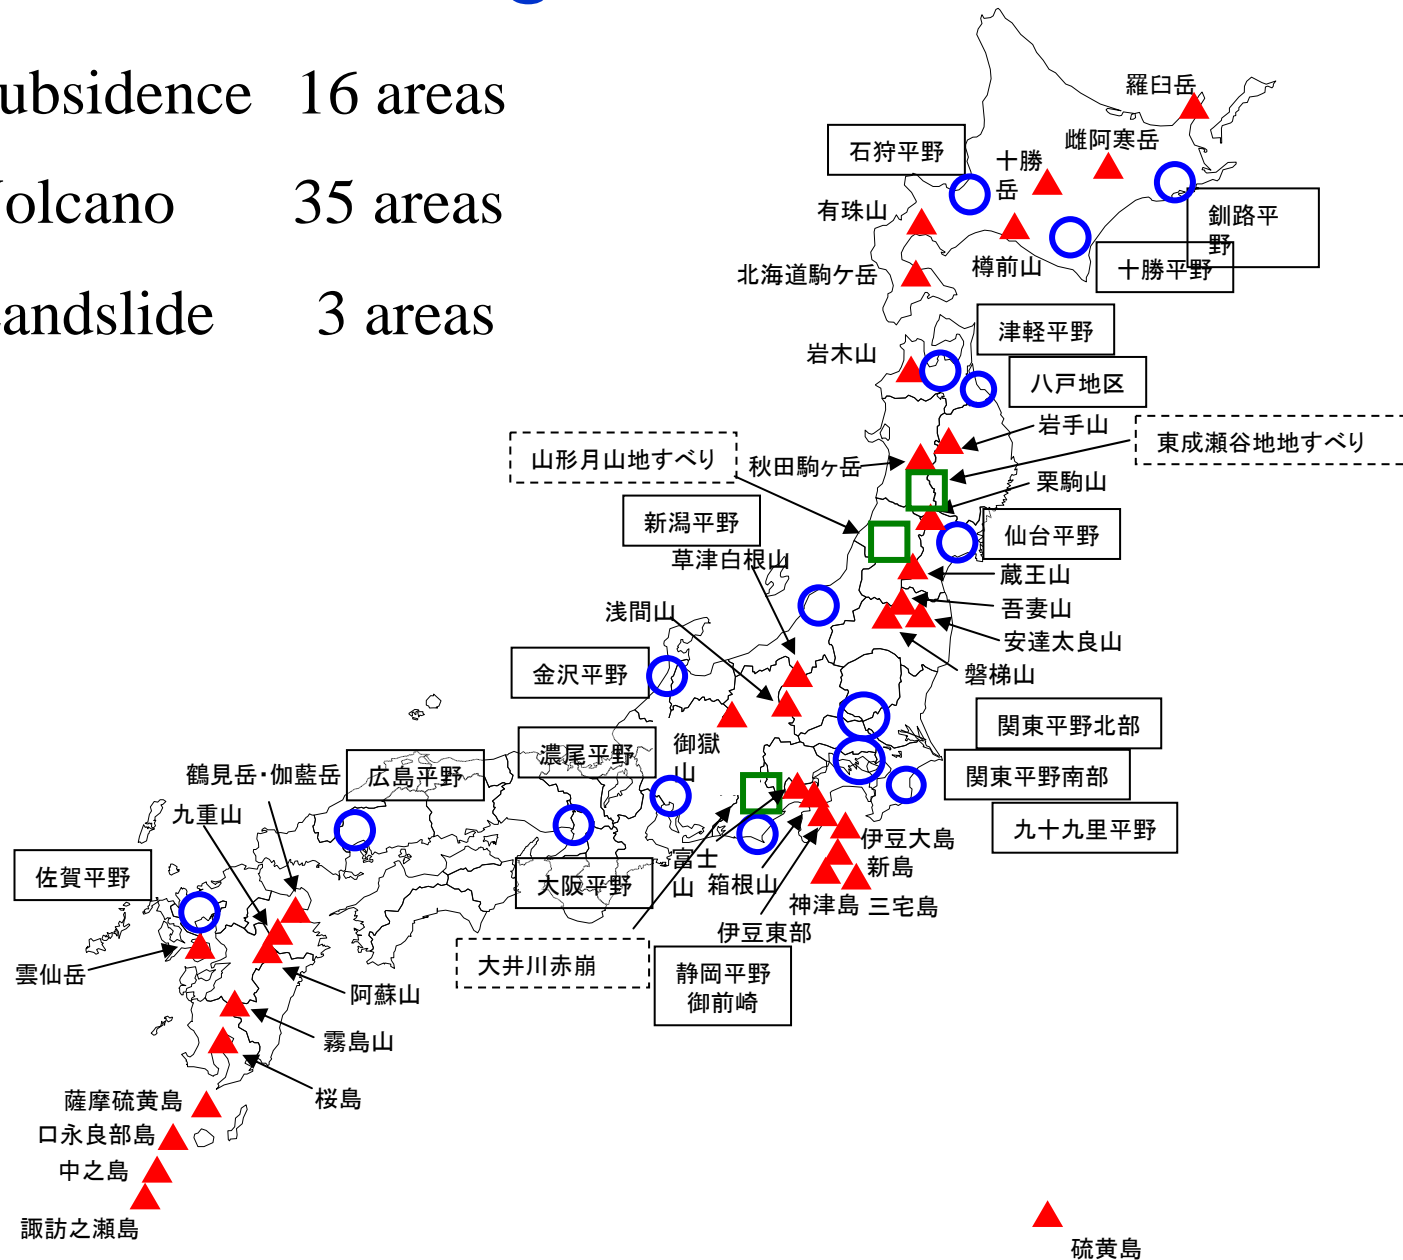 ubsidence 16 areas
olcano 35 areas
andslide 3 areas
羅臼岳
雌阿寒岳
石狩平野
十勝
岳
有珠山
釧路平
野
樽前山
十勝平野
北海道駒ケ岳
津軽平野
岩木山
八戸地区
岩手山
東成瀬谷地地すべり
山形月山地すべり
秋田駒ヶ岳
栗駒山
新潟平野
仙台平野
草津白根山
蔵王山
浅間山
吾妻山
安達太良山
金沢平野
磐梯山
関東平野北部
濃尾平野
御獄
山
鶴見岳・伽藍岳
広島平野
関東平野南部
九重山
九十九里平野
伊豆大島
佐賀平野
大阪平野
富士
山
箱根山
新島
神津島
三宅島
伊豆東部
大井川赤崩
静岡平野
御前崎
雲仙岳
阿蘇山
霧島山
桜島
薩摩硫黄島
口永良部島
中之島
諏訪之瀬島
硫黄島